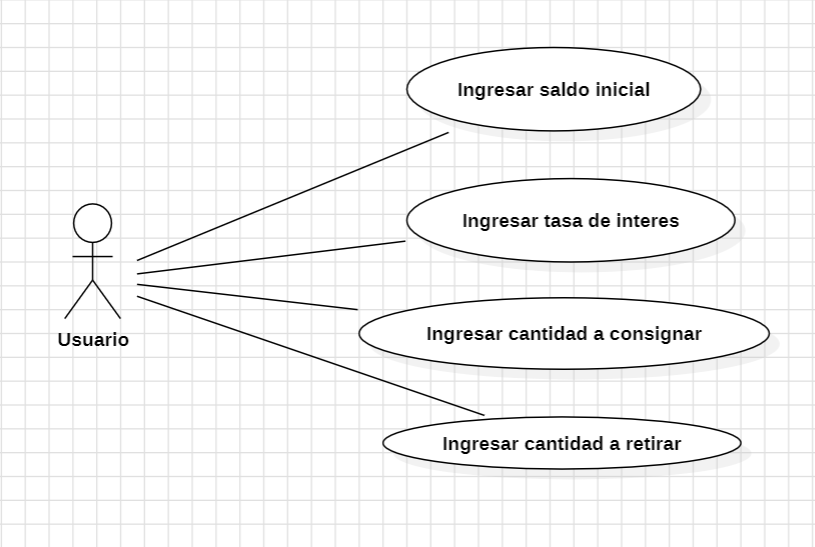 Ingresar saldo inicial
Ingresar tasa de interes
Ingresar cantidad a consignar
Usuario
Ingresar cantidad a retirar